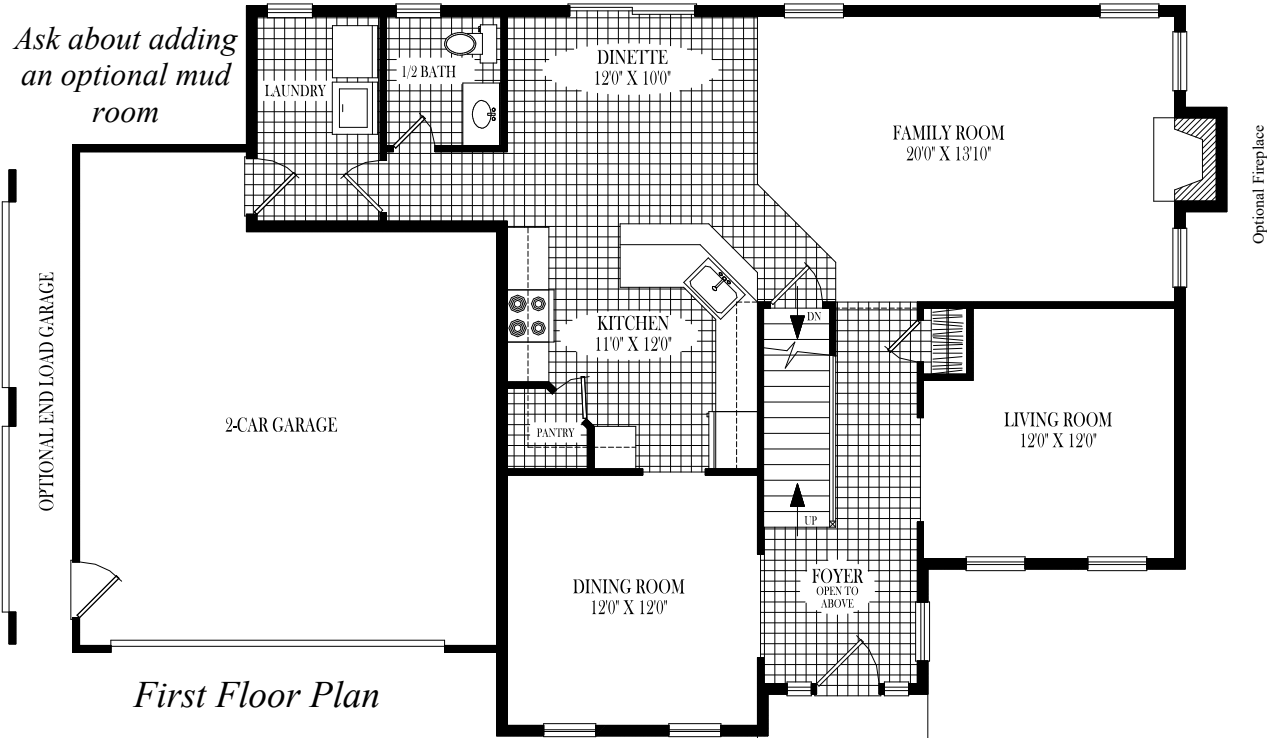 Ask about adding
an optional mud
room
LAUNDRY
1/2 BATH
DINETTE
12'0" X 10'0"
FAMILY ROOM
20'0" X 13'10"
Optional Fireplace
OPTIONAL END LOAD GARAGE
2-CAR GARAGE
KITCHEN
11'0" X 12'0"
DN
PANTRY
LIVING ROOM
12'0" X 12'0"
UP
DINING ROOM
12'0" X 12'0"
FOYER
OPEN TO
ABOVE
First Floor Plan